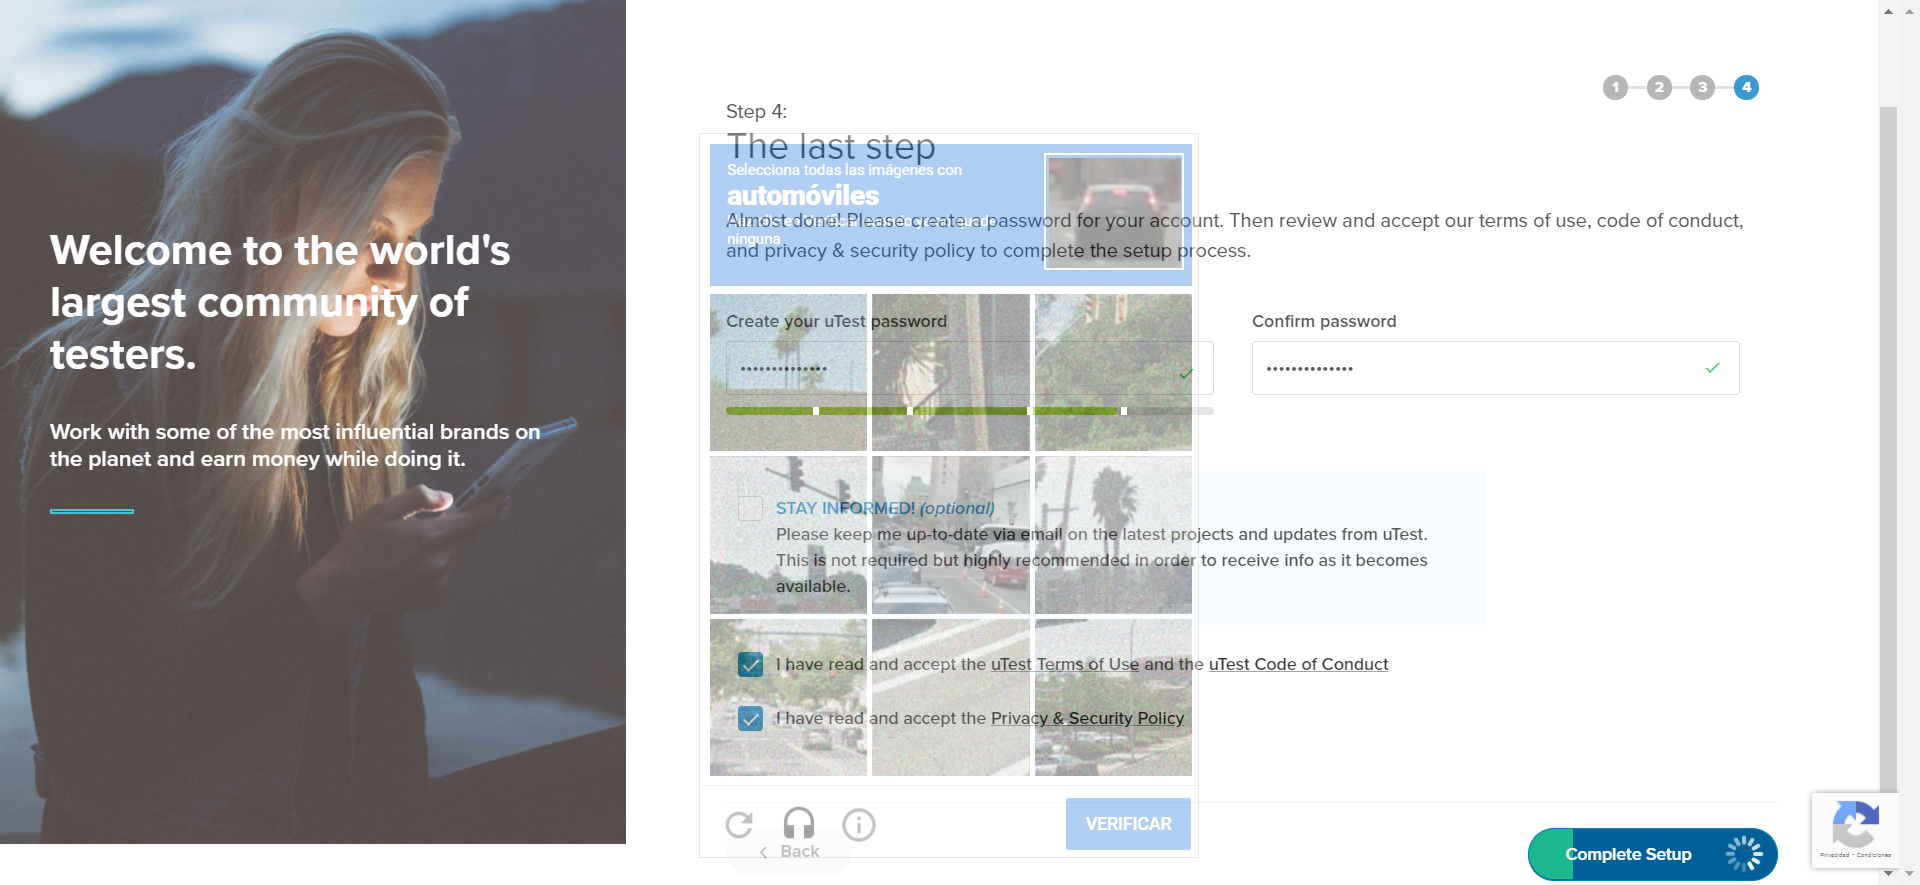 Welcome to the world's
largest community of
testers.
Work with some of the most influential brands on
the planet and earn money while doing it.
1 2 3 4
Step 4:
The last step
Selecciona todas las imágenes con
automóviles
ninguna
Almost done! Please create a password for your account. Then review and accept our terms of use, code of conduct,
and privacy & security policy to complete the setup process.
Create your uTest password
Confirm password
STAY INFORMED! (optional)
Please keep me up-to-date via email on the latest projects and updates from uTest.
This is not required but highly recommended in order to receive info as it becomes
available.
I have read and accept the uTest Terms of Use and the uTest Code of Conduct
I have read and accept the Privacy & Security Policy
VERIFICAR
Back
Complete Setup
Privacidad - Condiciones